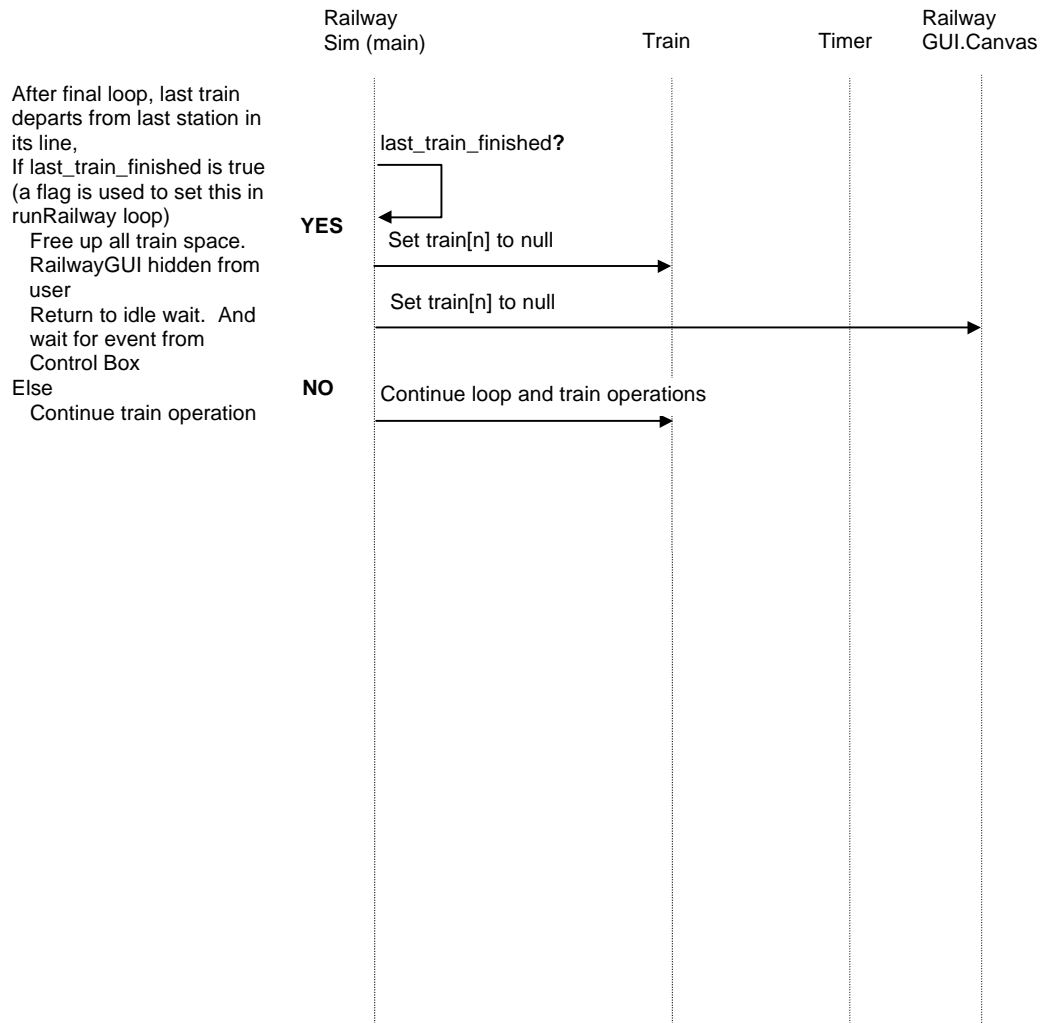 Railway
Sim (main)
Train
Timer
Railway
GUI.Canvas
After final loop, last train
departs from last station in
its line,
If last_train_finished is true
(a flag is used to set this in
runRailway loop)
Free up all train space.
RailwayGUI hidden from
user
Return to idle wait.  And
wait for event from
Control Box
Else
Continue train operation
last_train_finished?
YES
Set train[n] to null
Set train[n] to null
NO
Continue loop and train operations